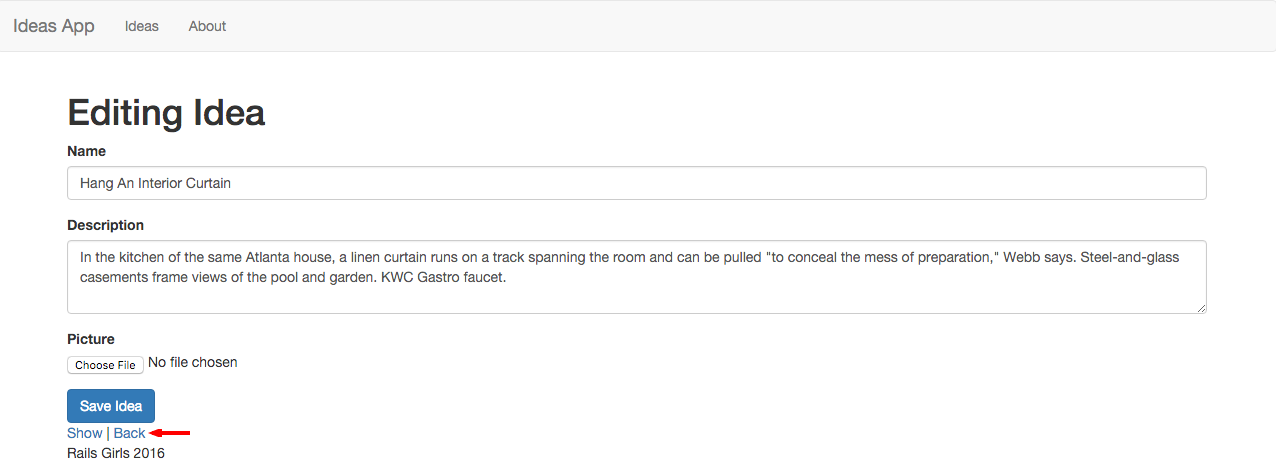 Ideas App Ideas About
Editing Idea
Name
Hang An Interior Curtain
Description
In the kitchen of the same Atlanta house, a linen curtain runs on a track spanning the room and can be pulled "to conceal the mess of preparation," Webb says. Steel-and-glass
casements frame views of the pool and garden. KWC Gastro faucet.
Picture
Choose File No file chosen
Save Idea
Show | Back
Rails Girls 2016